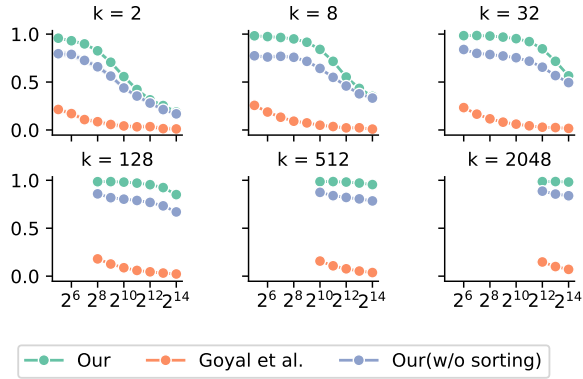 k = 2 k = 8 k = 32
1.0
0.5
0.0
k = 128 k = 512 k = 2048
1.0
0.5
0.0
2^6 2^8 2^10 2^12 2^14 2^6 2^8 2^10 2^12 2^14 2^6 2^8 2^10 2^12 2^14
Our Goyal et al. Our(w/o sorting)